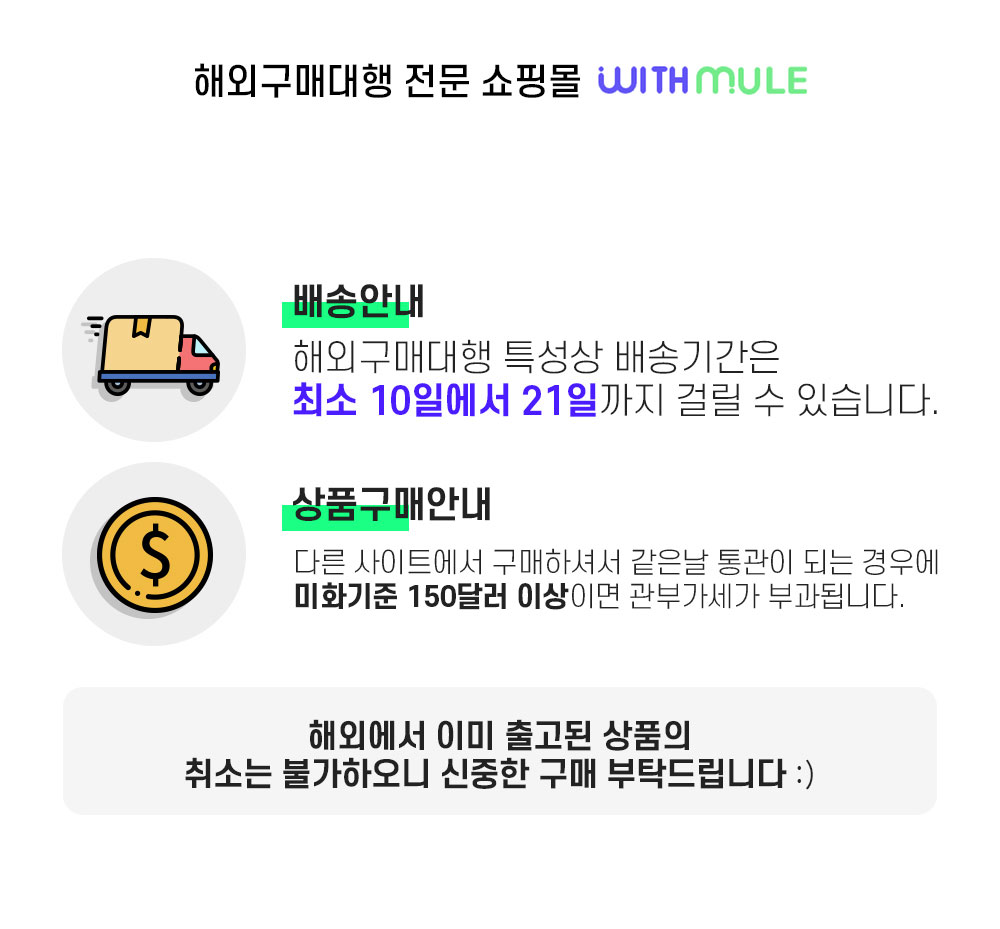 해외구매대행 전문 쇼핑몰 WITHMULE
배송안내
해외구매대행 특성상 배송기간은
최소 10일에서 21일까지 걸릴 수 있습니다.
$
상품구매안내
다른 사이트에서 구매하셔서 같은날 통관이 되는 경우에
미화기준 150달러 이상이면 관부가세가 부과됩니다.
해외에서 이미 출고된 상품의
취소는 불가하오니 신중한 구매 부탁드립니다 :)